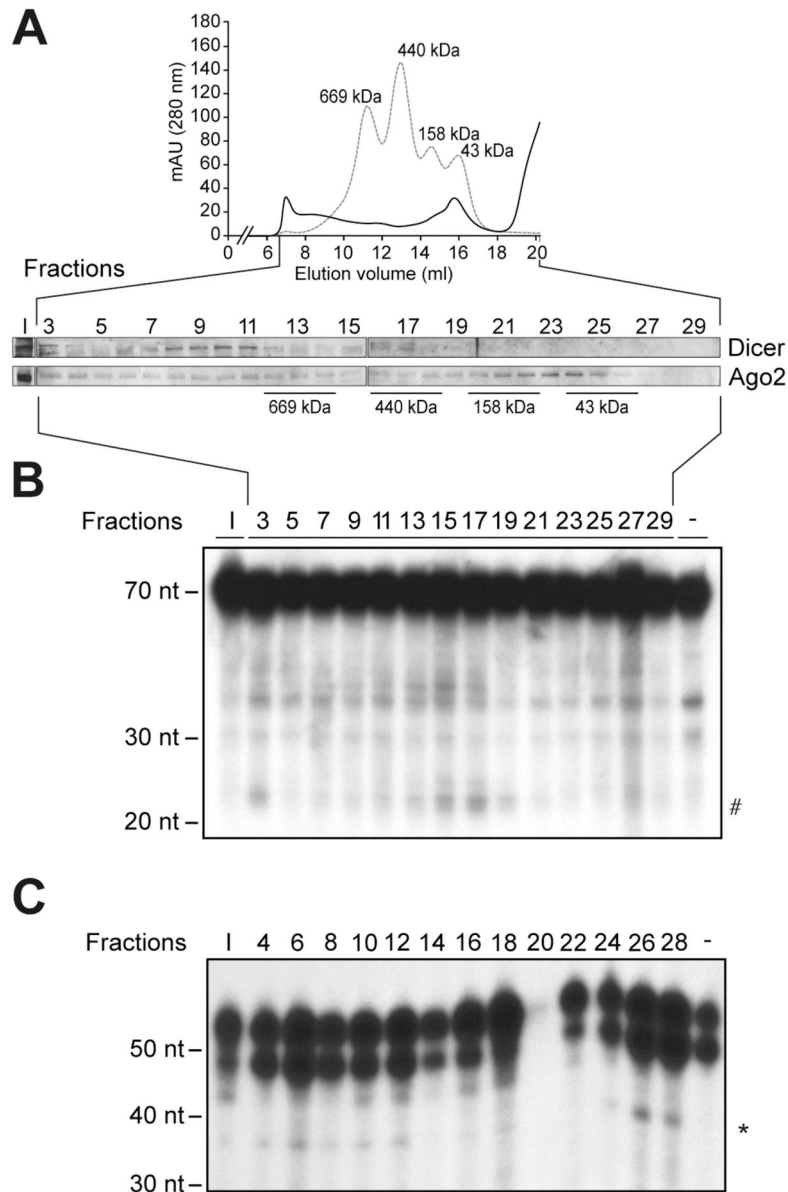 A
mAU (280 nm)
180
160
140
120
100
80
60
40
20
0
669 kDa
440 kDa
158 kDa
43 kDa
0 6 8 10 12 14 16 18 20
Elution volume (ml)
Fractions
I 3 5 7 9 11 13 15 17 19 21 23 25 27 29
Dicer
Ago2
669 kDa 440 kDa 158 kDa 43 kDa
B
Fractions I 3 5 7 9 11 13 15 17 19 21 23 25 27 29 -
70 nt
30 nt
20 nt
#
C
Fractions I 4 6 8 10 12 14 16 18 20 22 24 26 28 -
50 nt
40 nt
30 nt
*